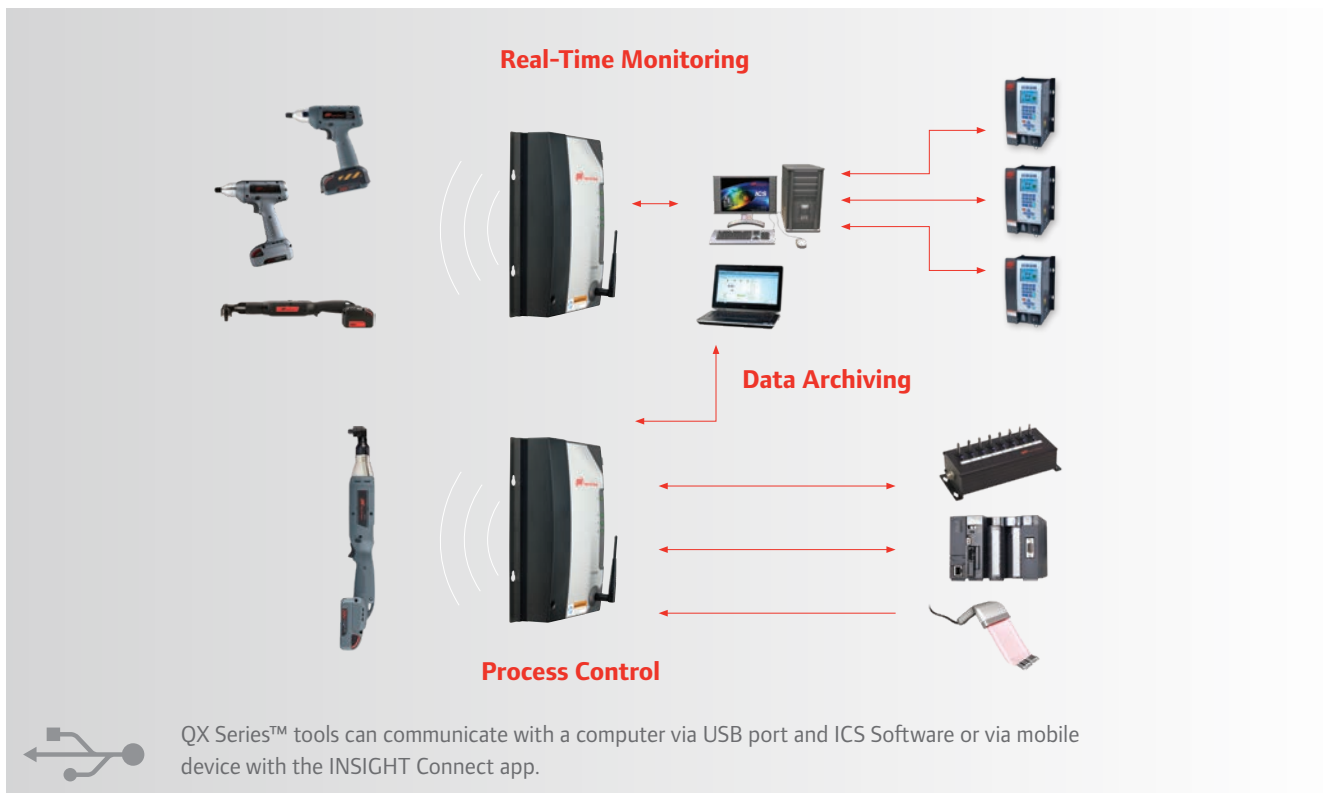 Real-Time Monitoring
ICS
Data Archiving
Process Control
QX Series™ tools can communicate with a computer via USB port and ICS Software or via mobile
device with the INSIGHT Connect app.